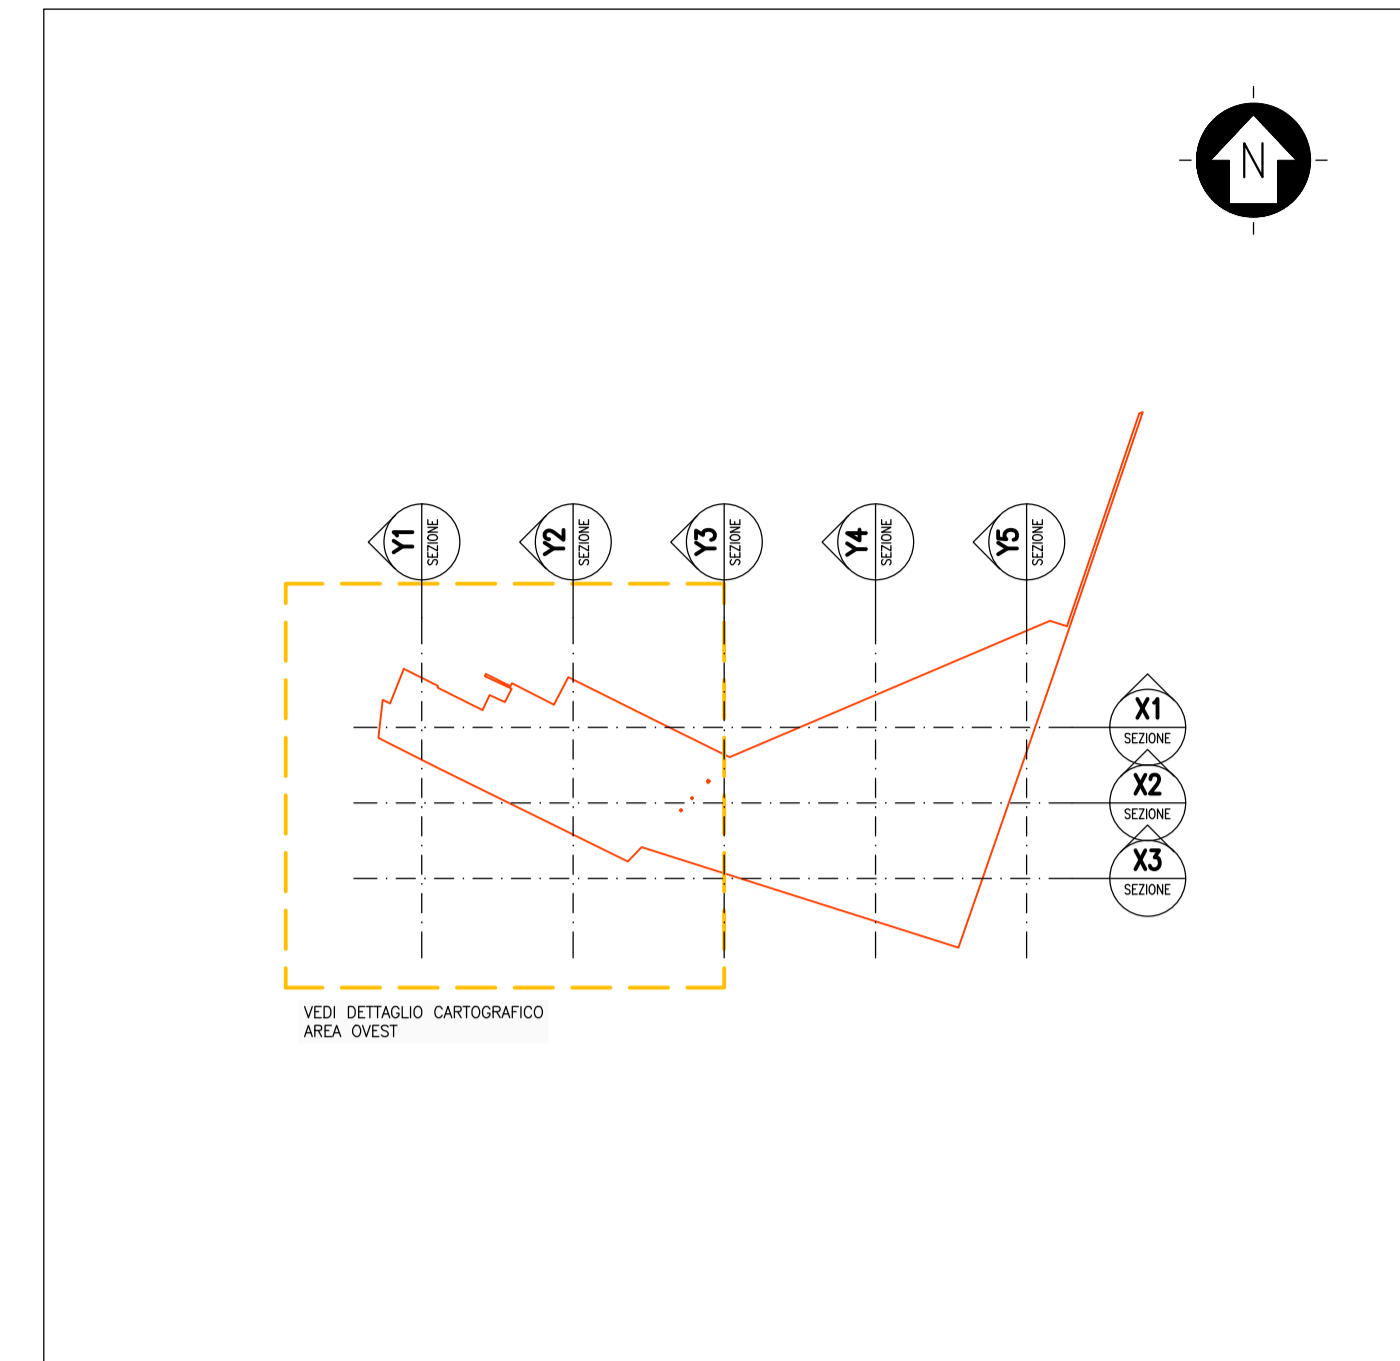 N
Y1
SEZIONE
Y2
SEZIONE
Y3
SEZIONE
Y4
SEZIONE
Y5
SEZIONE
X1
SEZIONE
X2
SEZIONE
X3
SEZIONE
VEDI DETTAGLIO CARTOGRAFICO
AREA OVEST